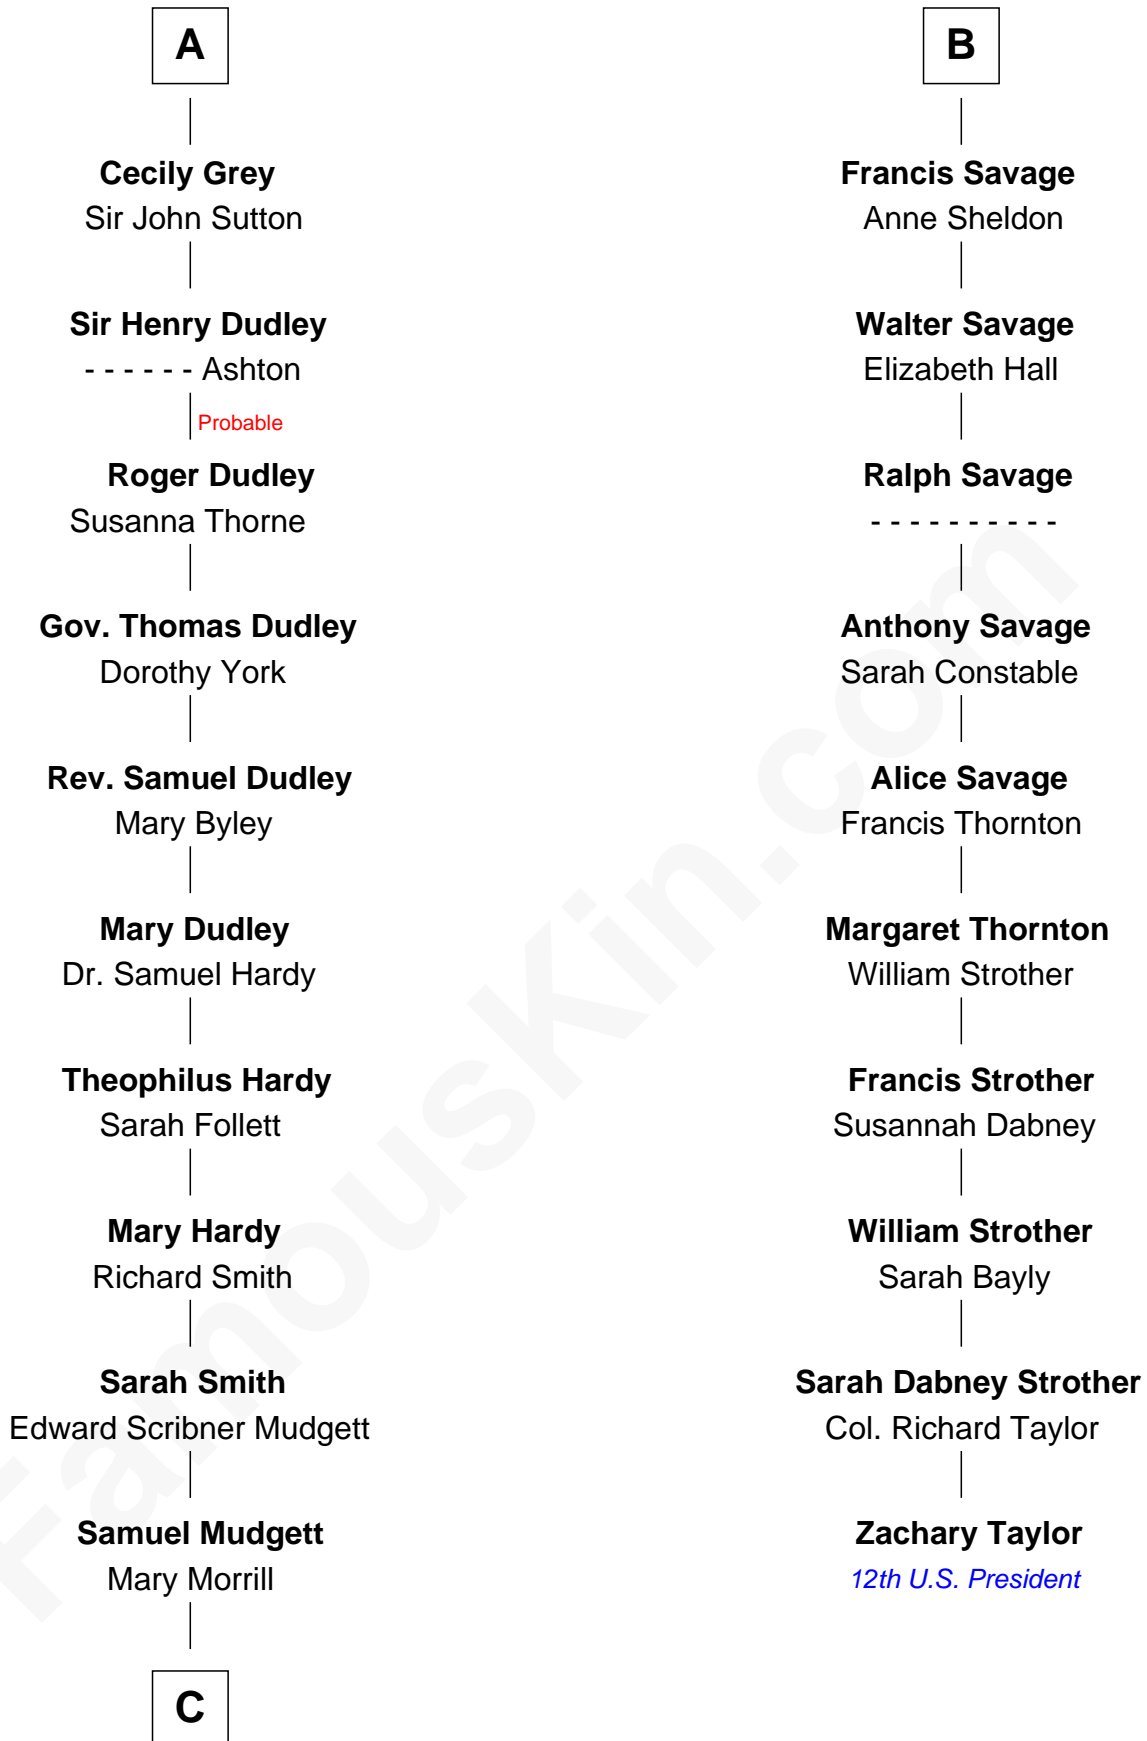 A
Cecily Grey
Sir John Sutton
Sir Henry Dudley
- - - - - - Ashton
Probable
Roger Dudley
Susanna Thorne
Gov. Thomas Dudley
Dorothy York
Rev. Samuel Dudley
Mary Byley
Mary Dudley
Dr. Samuel Hardy
Theophilus Hardy
Sarah Follett
Mary Hardy
Richard Smith
Sarah Smith
Edward Scribner Mudgett
Samuel Mudgett
Mary Morrill
C
B
Francis Savage
Anne Sheldon
Walter Savage
Elizabeth Hall
Ralph Savage
- - - - - - - - - -
Anthony Savage
Sarah Constable
Alice Savage
Francis Thornton
Margaret Thornton
William Strother
Francis Strother
Susannah Dabney
William Strother
Sarah Bayly
Sarah Dabney Strother
Col. Richard Taylor
Zachary Taylor
12th U.S. President
FamousKin.com